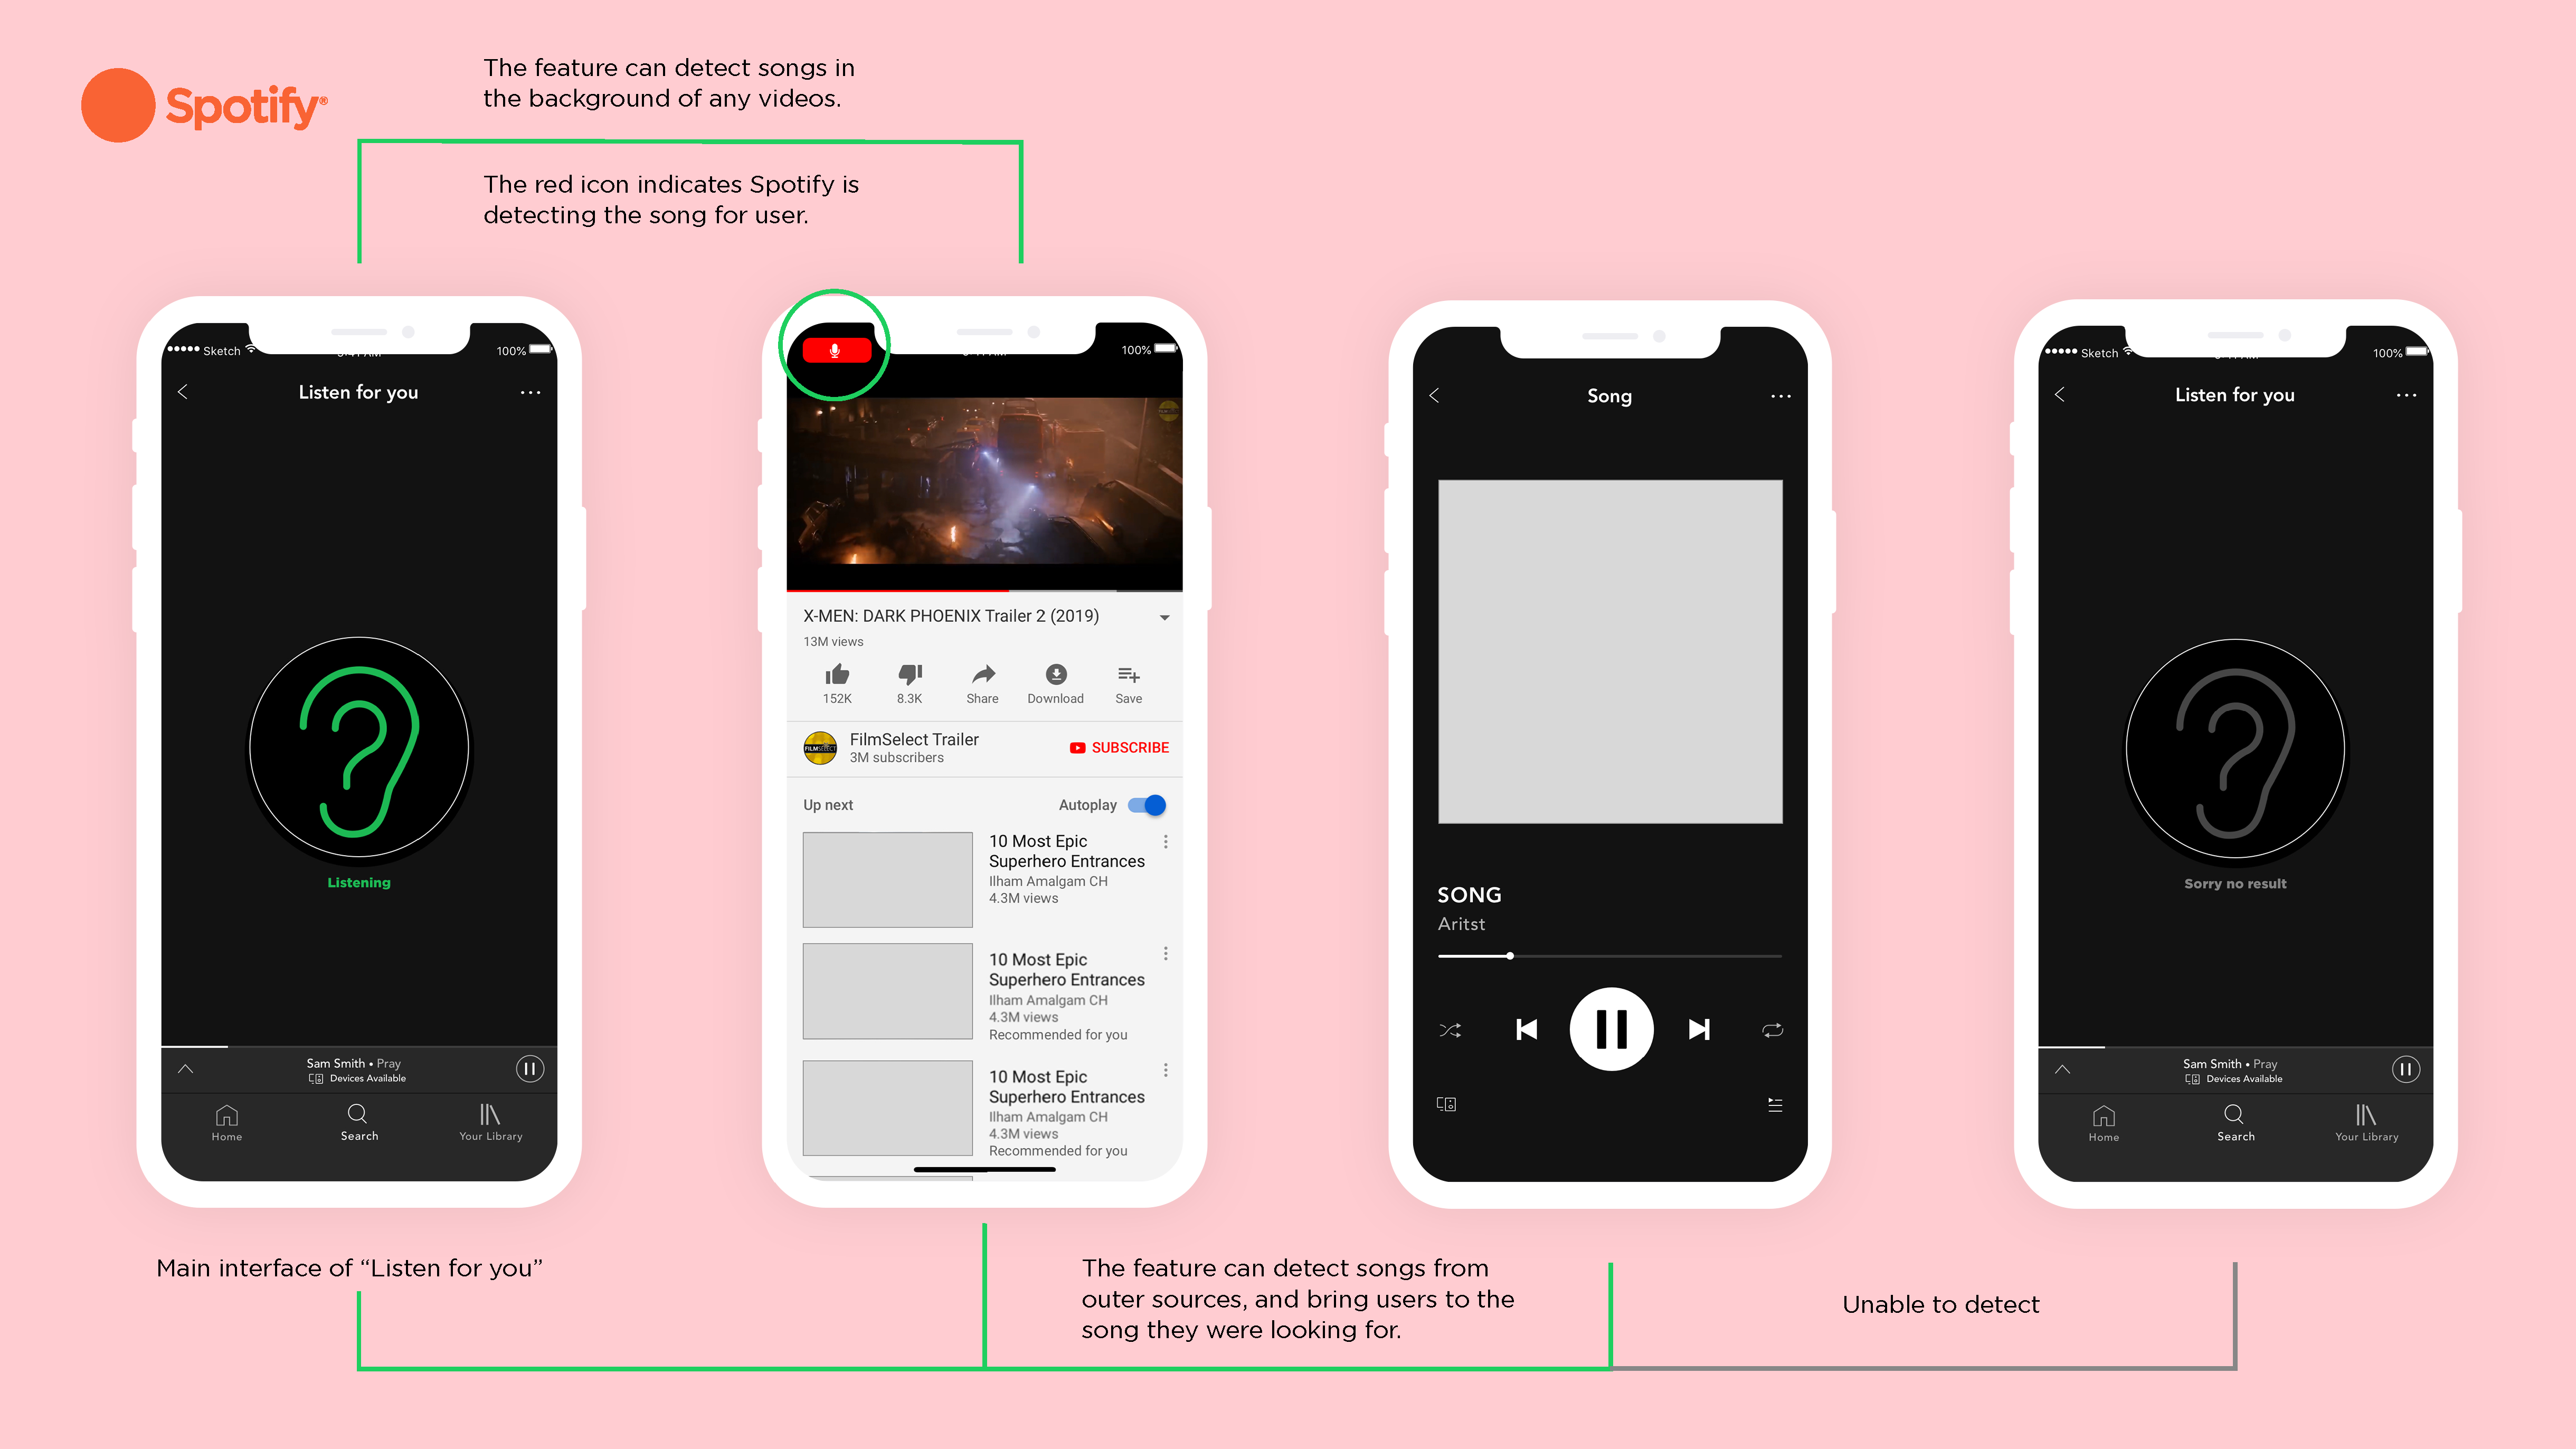 Spotify®
The feature can detect songs in
the background of any videos.
The red icon indicates Spotify is
detecting the song for user.
Sketch
100%
Listen for you
Listening
Sam Smith • Pray
Devices Available
Home
Search
Your Library
Main interface of “Listen for you”
100%
X-MEN: DARK PHOENIX Trailer 2 (2019)
13M views
152K
8.3K
Share
Download
Save
FILMSELECT
FilmSelect Trailer
3M subscribers
SUBSCRIBE
Up next
Autoplay
10 Most Epic
Superhero Entrances
Ilham Amalgam CH
4.3M views
10 Most Epic
Superhero Entrances
Ilham Amalgam CH
4.3M views
Recommended for you
10 Most Epic
Superhero Entrances
Ilham Amalgam CH
4.3M views
Recommended for you
The feature can detect songs from
outer sources, and bring users to the
song they were looking for.
Song
SONG
Aritst
Unable to detect
Sketch
100%
Listen for you
Sorry no result
Sam Smith • Pray
Devices Available
Home
Search
Your Library